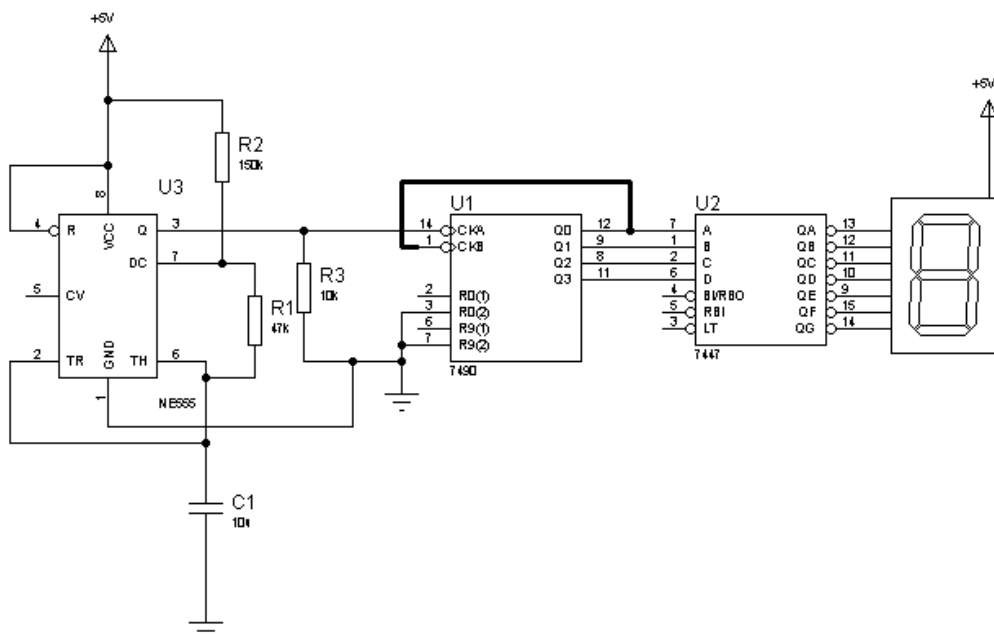 +5V
+5V
R2
150k
U3
4
R
8
VCC
Q
3
DC
7
5
CV
R1
47k
2
TR
GND
TH
6
1
NE555
R3
10k
C1
10u
U1
14
CKA
1
CKB
Q0
12
Q1
9
Q2
8
Q3
11
2
R0(1)
3
R0(2)
6
R9(1)
7
R9(2)
7490
U2
7
A
1
B
2
C
6
D
4
BI/RBO
5
RBI
3
LT
QA
13
QB
12
QC
11
QD
10
QE
9
QF
15
QG
14
7447